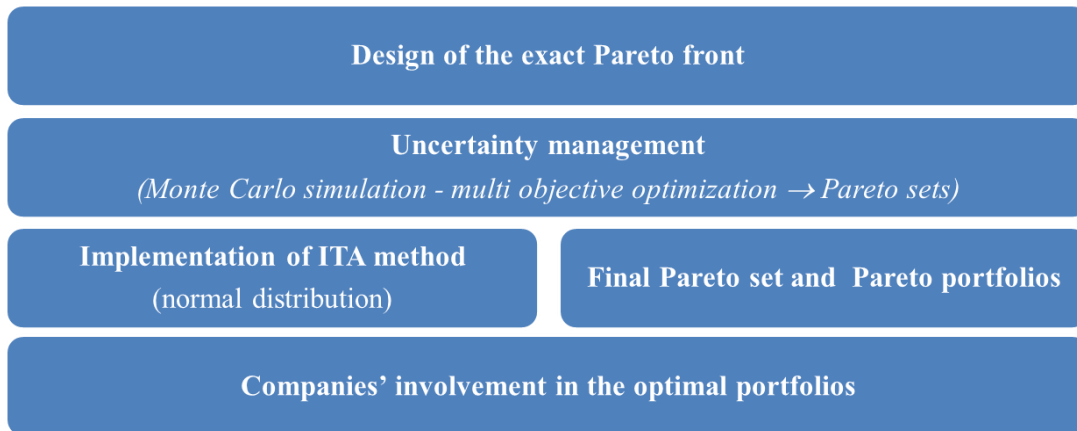 Design of the exact Pareto front
Uncertainty management
(Monte Carlo simulation - multi objective optimization → Pareto sets)
Implementation of ITA method
(normal distribution)
Final Pareto set and Pareto portfolios
Companies’ involvement in the optimal portfolios